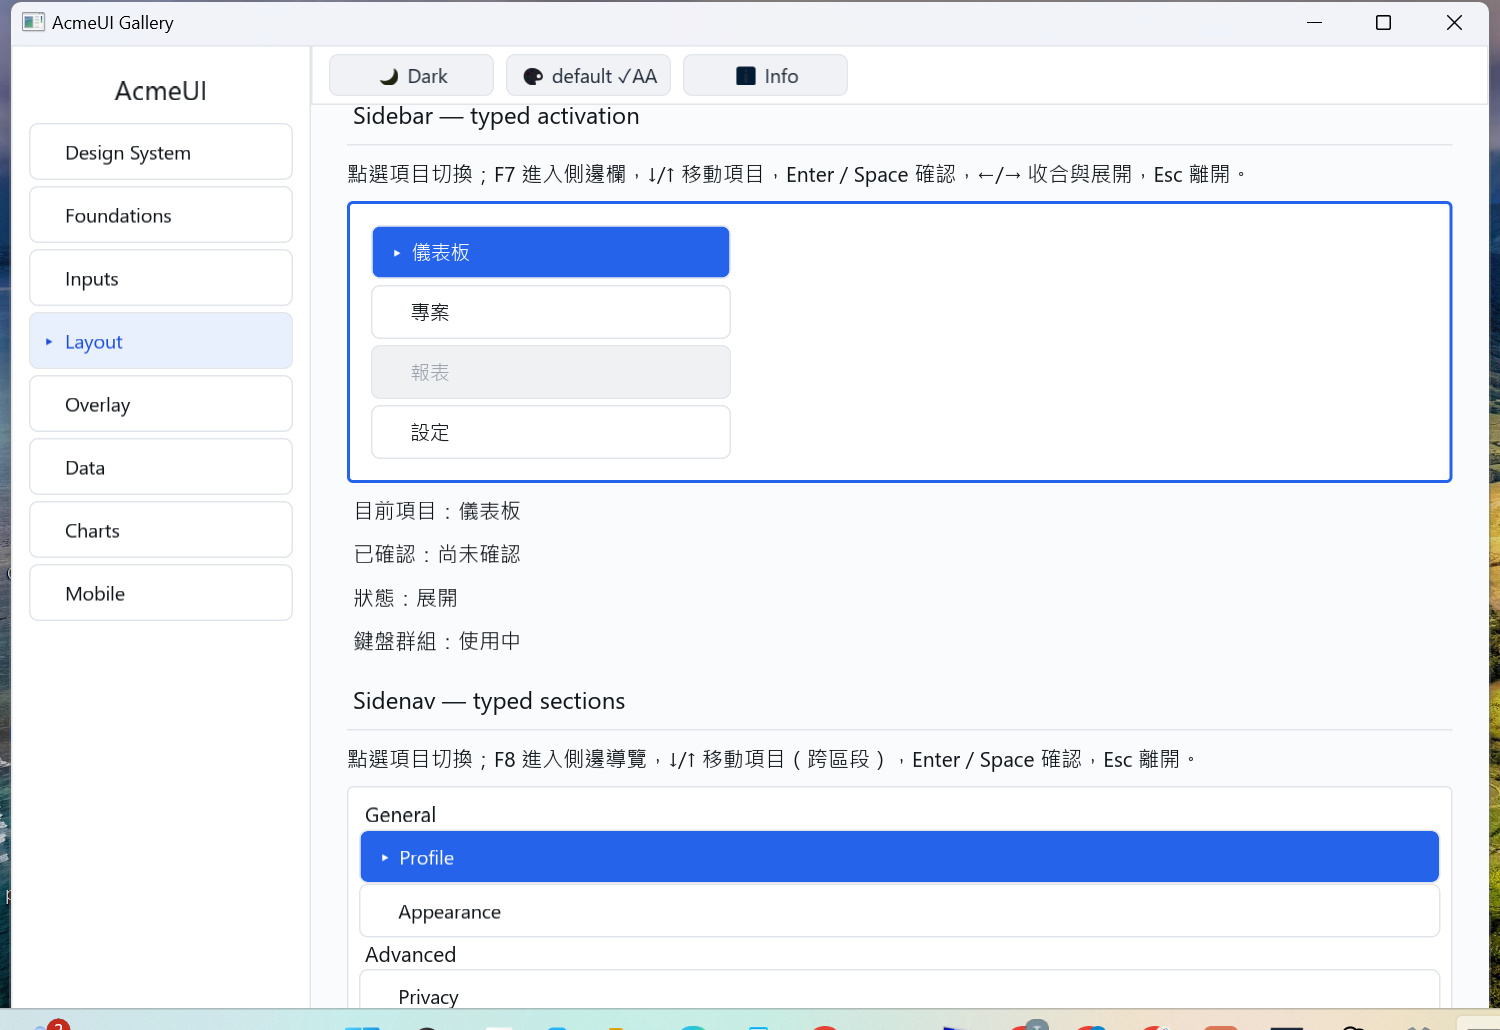 AcmeUI Gallery
AcmeUI
Design System
Foundations
Inputs
Layout
Overlay
Data
Charts
Mobile
Dark
default ✓AA
Info
Sidebar — typed activation
點選項目切換；F7 進入側邊欄，↓/↑ 移動項目，Enter / Space 確認，←/→ 收合與展開，Esc 離開。
儀表板
專案
報表
設定
目前項目：儀表板
已確認：尚未確認
狀態：展開
鍵盤群組：使用中
Sidenav — typed sections
點選項目切換；F8 進入側邊導覽，↓/↑ 移動項目（跨區段），Enter / Space 確認，Esc 離開。
General
Profile
Appearance
Advanced
Privacy
2